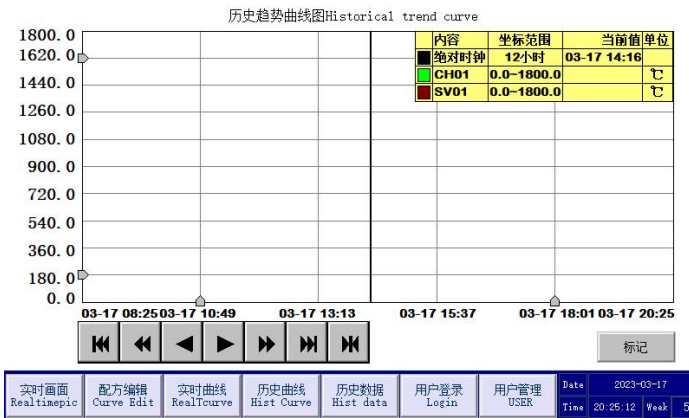 历史趋势曲线图Historical trend curve
1800. 0
1620. 0
1440. 0
1260. 0
1080. 0
900. 0
720. 0
540. 0
360. 0
180. 0
0. 0
内容 坐标范围 当前值 单位
绝对时钟 12小时 03-17 14:16
CH01 0.0~1800.0 ℃
SV01 0.0~1800.0 ℃
03-17 08:25 03-17 10:49 03-17 13:13 03-17 15:37 03-17 18:01 03-17 20:25
标记
实时画面 配方编辑 实时曲线 历史曲线 历史数据 用户登录 用户管理 Date 2023-03-17
Realtimepic Curve Edit RealTcurve Hist Curve Hist data Login USER Time 20:25:12 Week